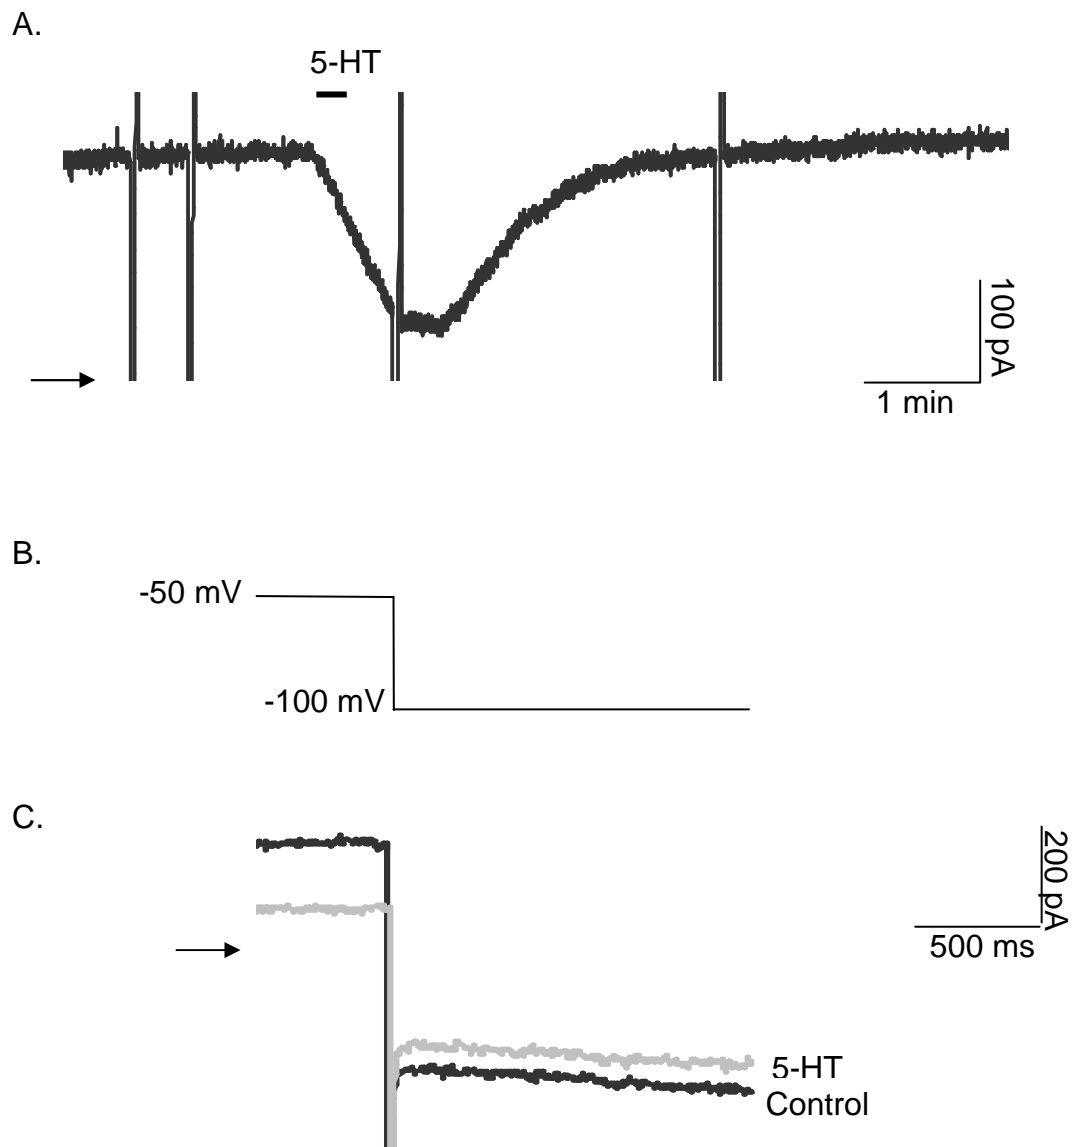 A.
5-HT
100 pA
1 min
B.
-50 mV
-100 mV
C.
200 pA
500 ms
5-HT
Control